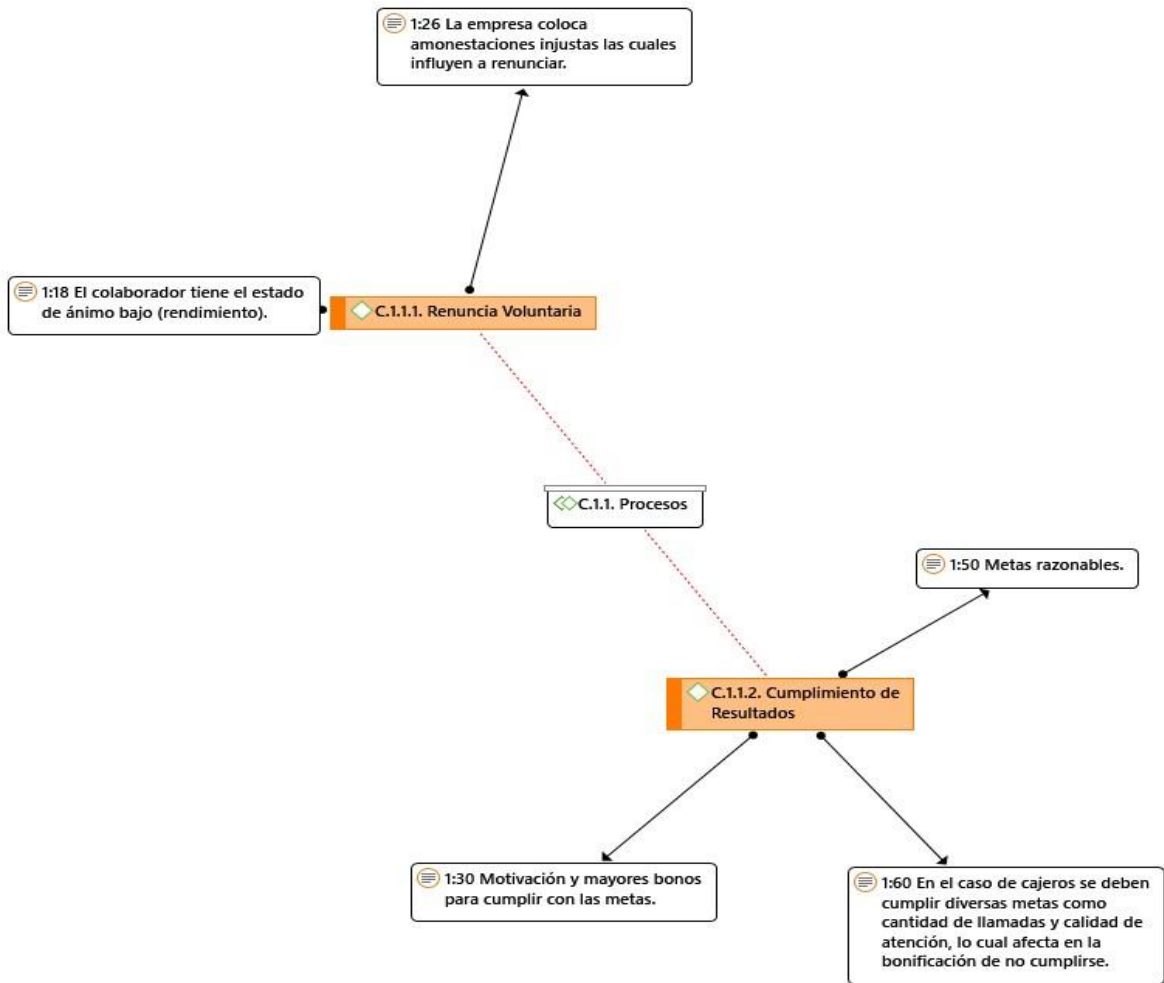 1:26 La empresa coloca
amonestaciones injustas las cuales
influyen a renunciar.
1:18 El colaborador tiene el estado
de ánimo bajo (rendimiento).
C.1.1.1. Renuncia Voluntaria
C.1.1. Procesos
1:50 Metas razonables.
C.1.1.2. Cumplimiento de
Resultados
1:30 Motivación y mayores bonos
para cumplir con las metas.
1:60 En el caso de cajeros se deben
cumplir diversas metas como
cantidad de llamadas y calidad de
atención, lo cual afecta en la
bonificación de no cumplirse.